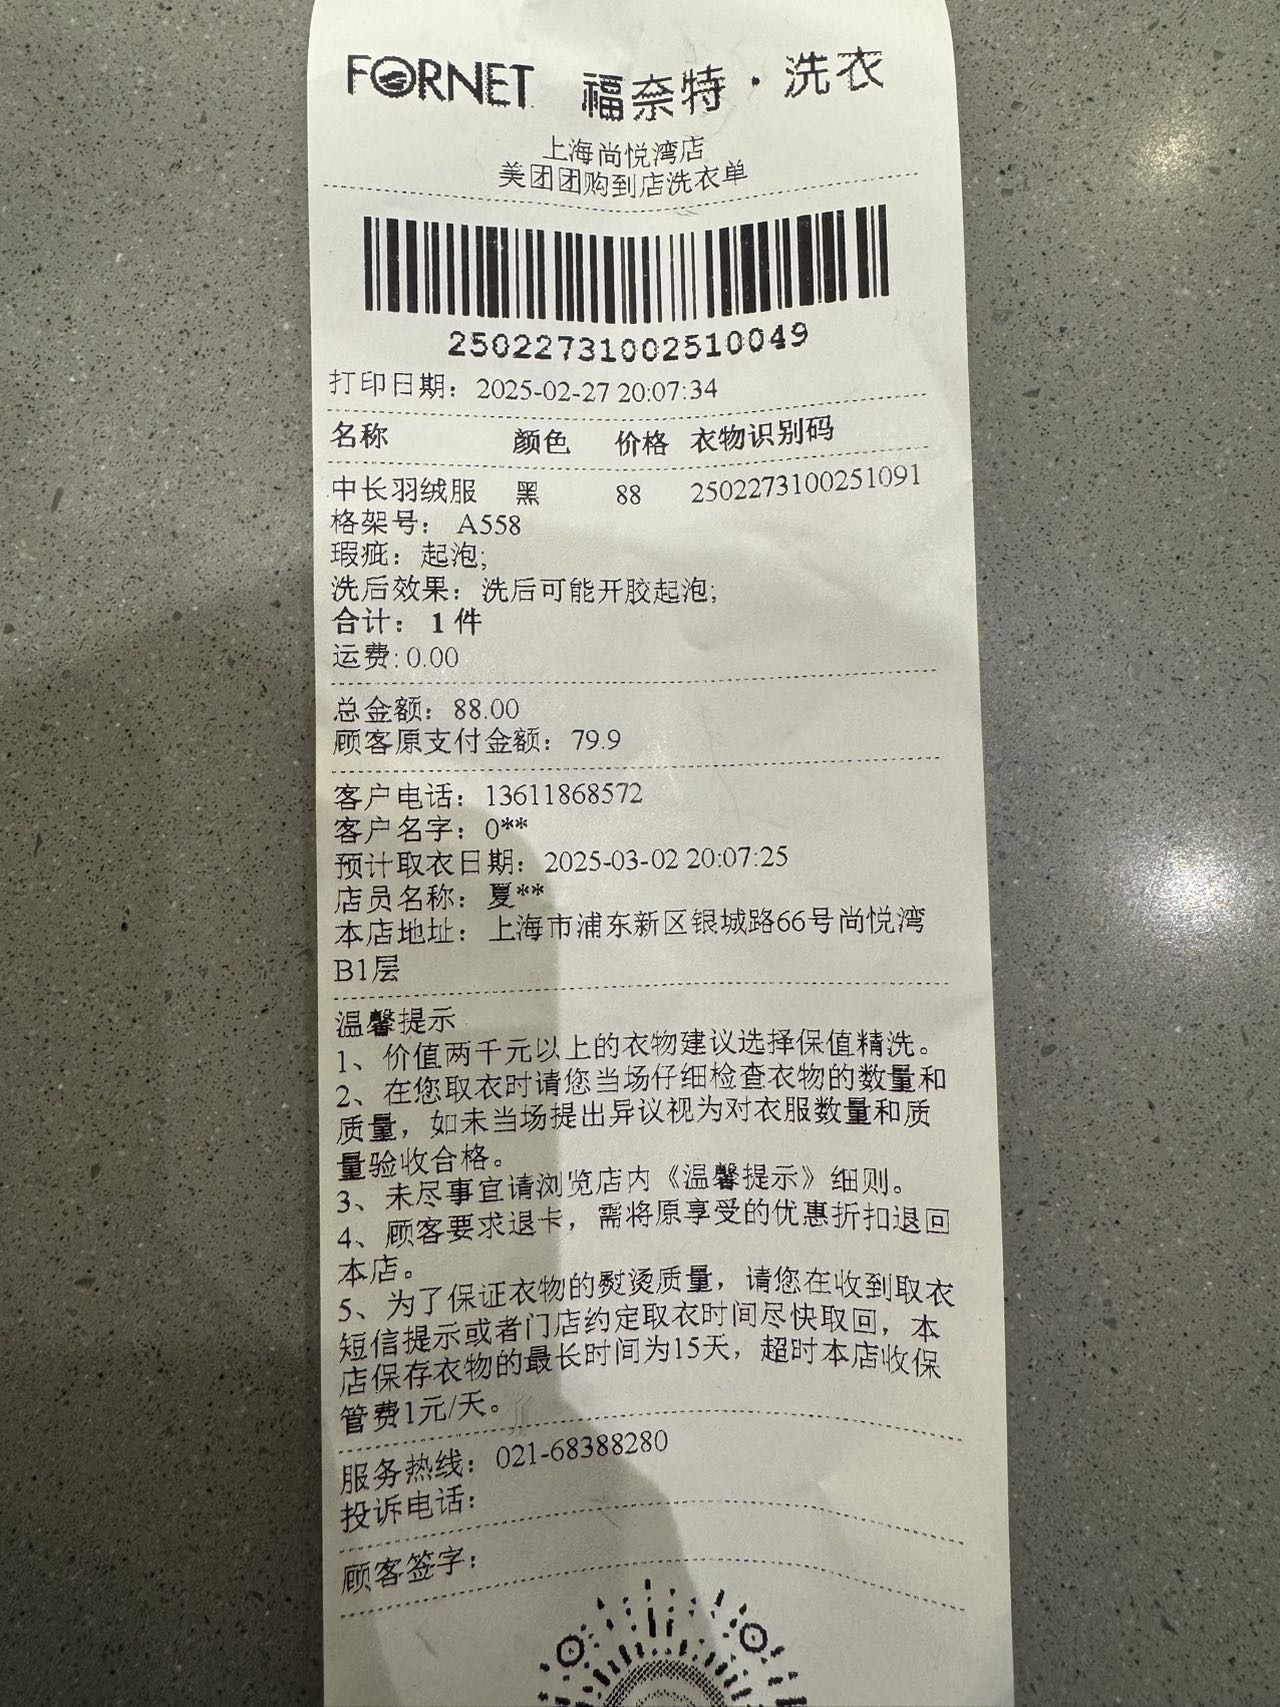 FORNET 福奈特·洗衣
上海尚悦湾店
美团团购到店洗衣单
25022731002510049
打印日期： 2025-02-27 20:07:34
名称 颜色 价格 衣物识别码
中长羽绒服 黑 88 2502273100251091
格架号： A558
瑕疵：起泡;
洗后效果：洗后可能开胶起泡;
合计： 1 件
运费: 0.00
总金额：88.00
顾客原支付金额：79.9
客户电话：13611868572
客户名字：0**
预计取衣日期：2025-03-02 20:07:25
店员名称：夏**
本店地址：上海市浦东新区银城路66号尚悦湾
B1层
温馨提示
1、价值两千元以上的衣物建议选择保值精洗。
2、在您取衣时请您当场仔细检查衣物的数量和
质量，如未当场提出异议视为对衣服数量和质
量验收合格。
3、未尽事宜请浏览店内《温馨提示》细则。
4、顾客要求退卡，需将原享受的优惠折扣退回
本店。
5、为了保证衣物的熨烫质量，请您在收到取衣
短信提示或者门店约定取衣时间尽快取回，本
店保存衣物的最长时间为15天，超时本店收保
管费1元/天。
服务热线：021-68388280
投诉电话：
顾客签字：